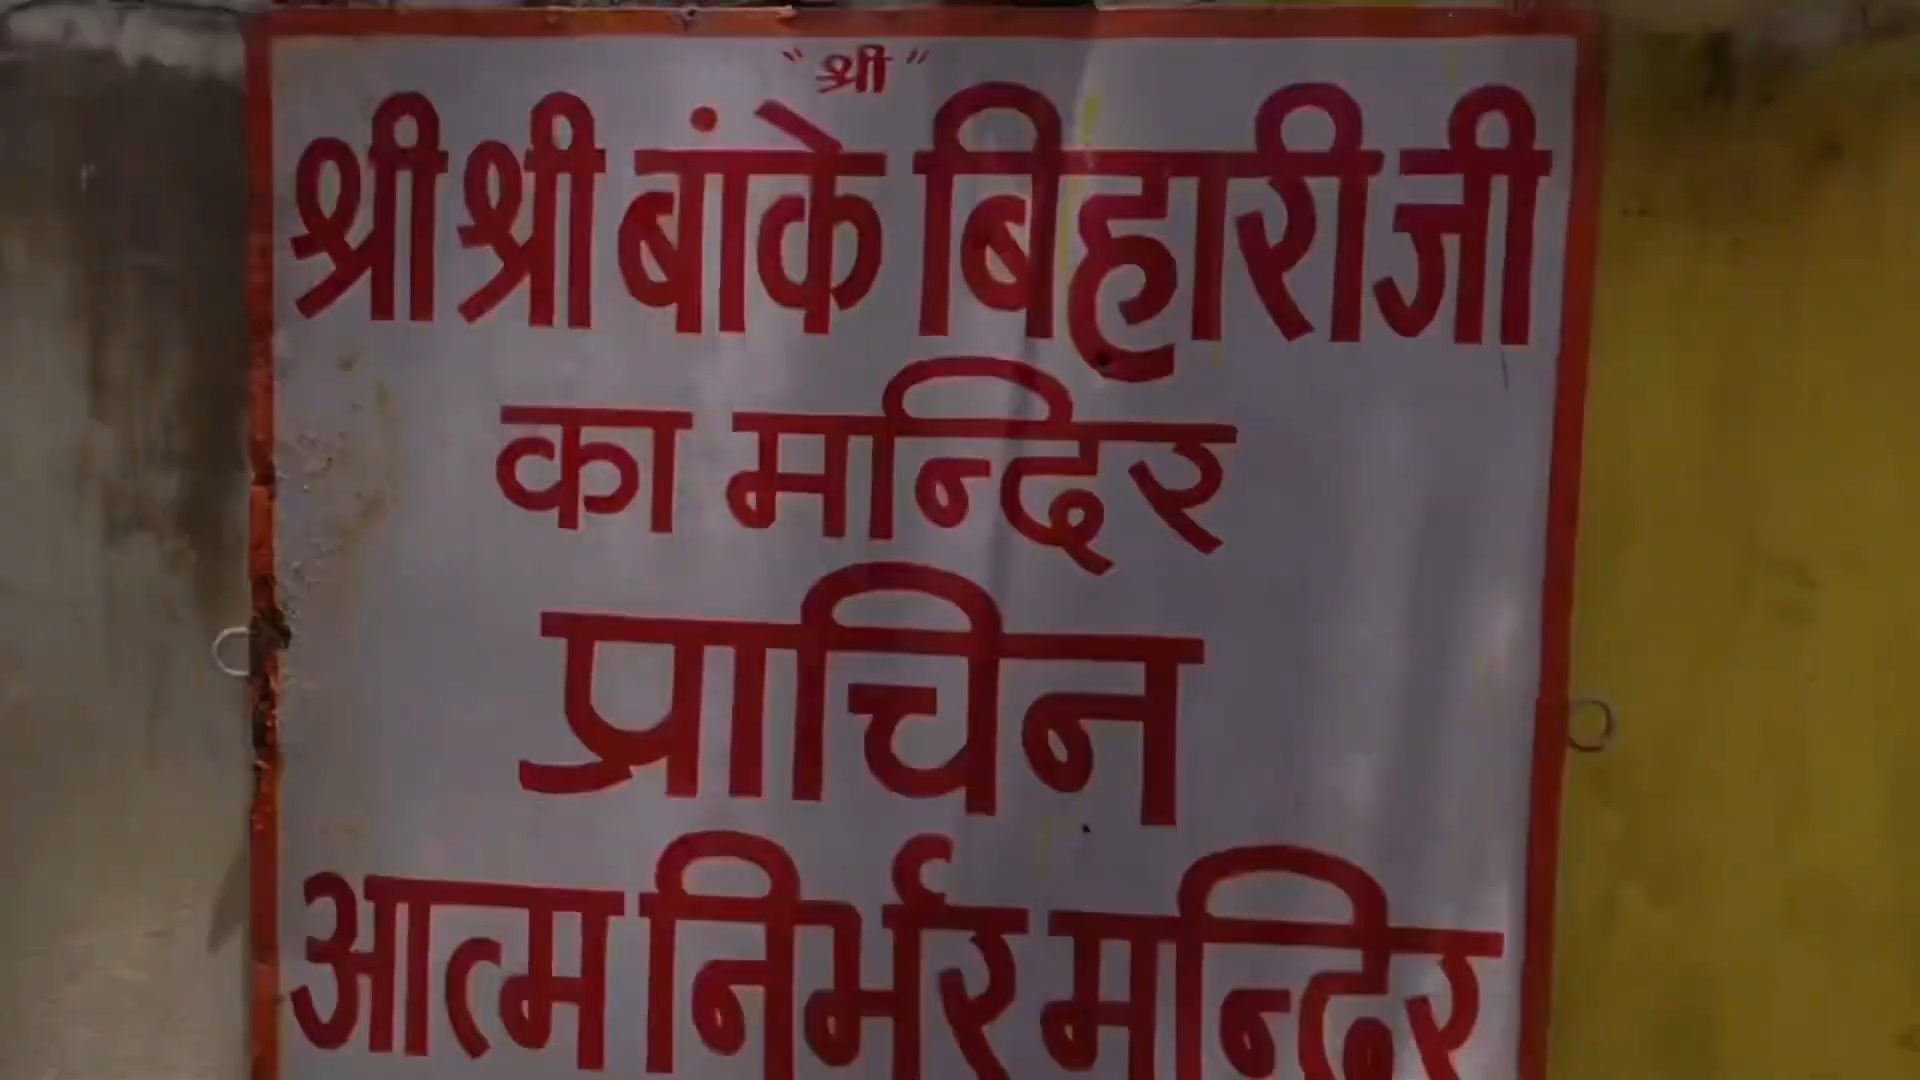 "श्री"
श्री श्री बांके बिहारी जी
का मन्दिर
प्राचिन
आत्म निर्भर मन्दिर